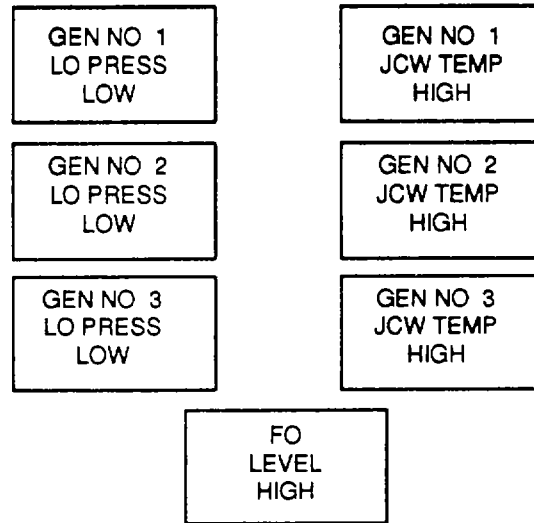 GEN NO 1
LO PRESS
LOW
GEN NO 1
JCW TEMP
HIGH
GEN NO 2
LO PRESS
LOW
GEN NO 2
JCW TEMP
HIGH
GEN NO 3
LO PRESS
LOW
GEN NO 3
JCW TEMP
HIGH
FO
LEVEL
HIGH